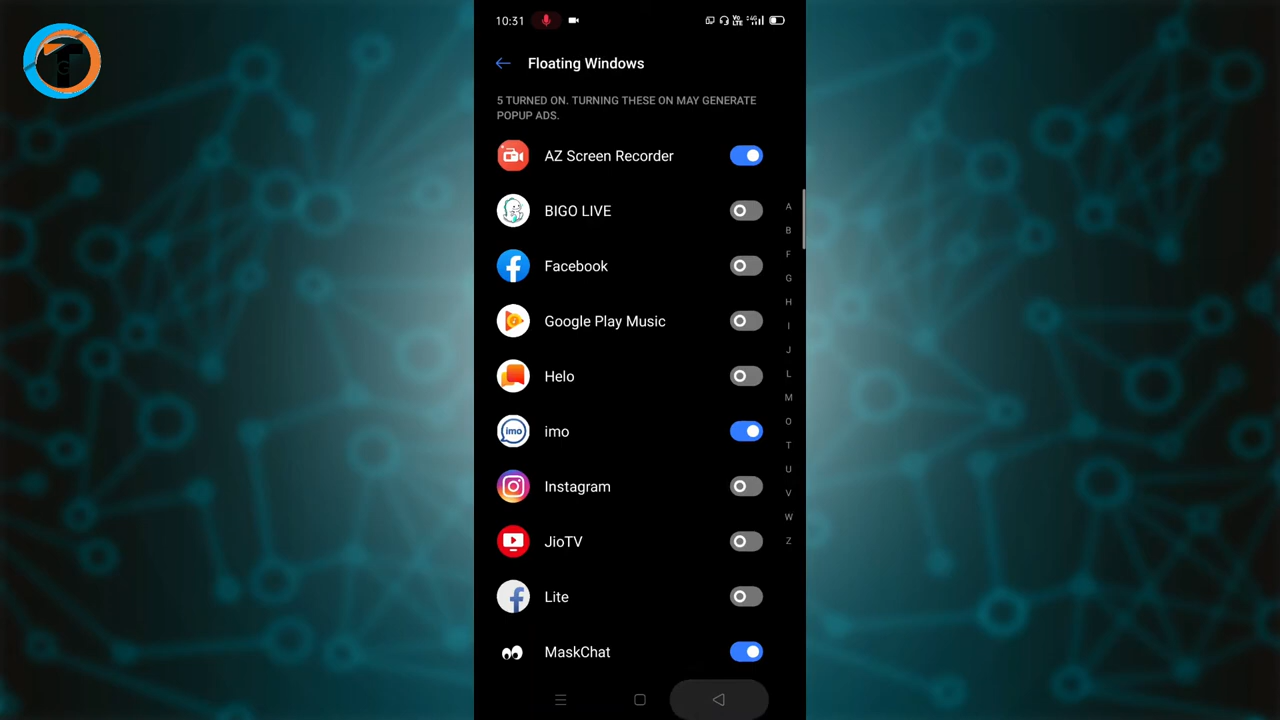 10:31
Floating Windows
5 TURNED ON. TURNING THESE ON MAY GENERATE
POPUP ADS.
AZ Screen Recorder
BIGO LIVE
Facebook
Google Play Music
Helo
imo
imo
Instagram
JioTV
Lite
MaskChat
A
B
F
G
H
I
J
L
M
O
T
U
V
W
Z